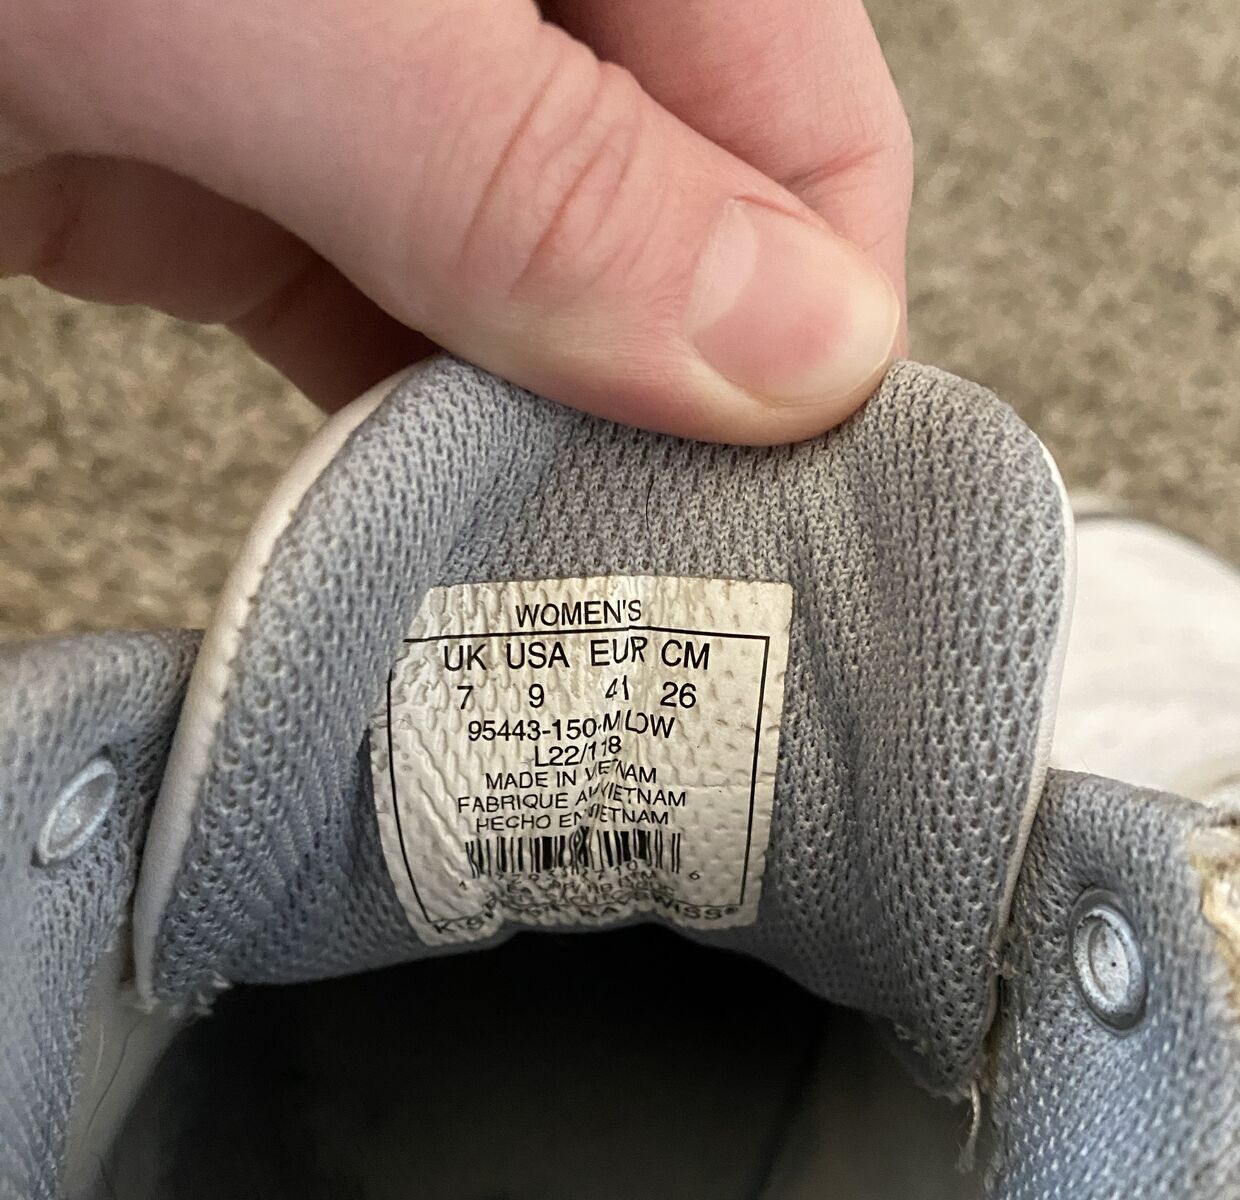 WOMEN'S
UK USA EUR CM
7 9 41 26
95443-150-M LOW
L22/118
MADE IN VIETNAM
FABRIQUE AU VIETNAM
HECHO EN VIETNAM